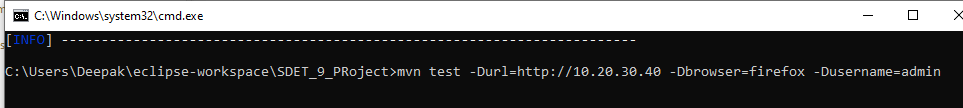 C:\Windows\system32\cmd.exe
[INFO] ------------------------------------------------------------------------
C:\Users\Deepak\eclipse-workspace\SDET_9_PRoject>mvn test -Durl=http://10.20.30.40 -Dbrowser=firefox -Dusername=admin